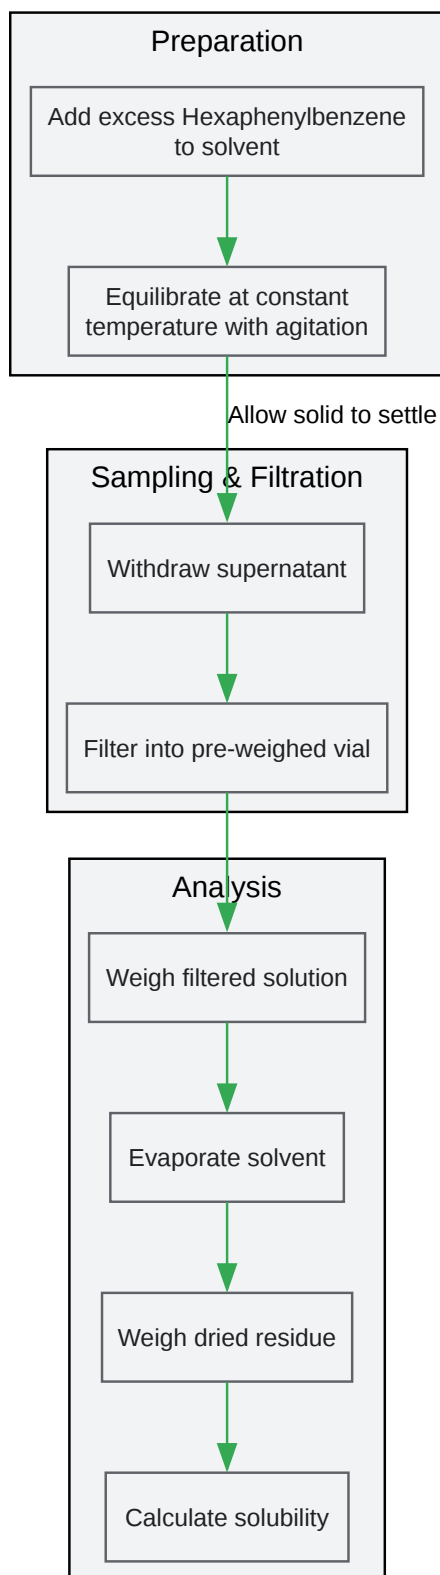 Preparation
Add excess Hexaphenylbenzene
to solvent
Equilibrate at constant
temperature with agitation
Allow solid to settle
Sampling & Filtration
Withdraw supernatant
Filter into pre-weighed vial
Analysis
Weigh filtered solution
Evaporate solvent
Weigh dried residue
Calculate solubility